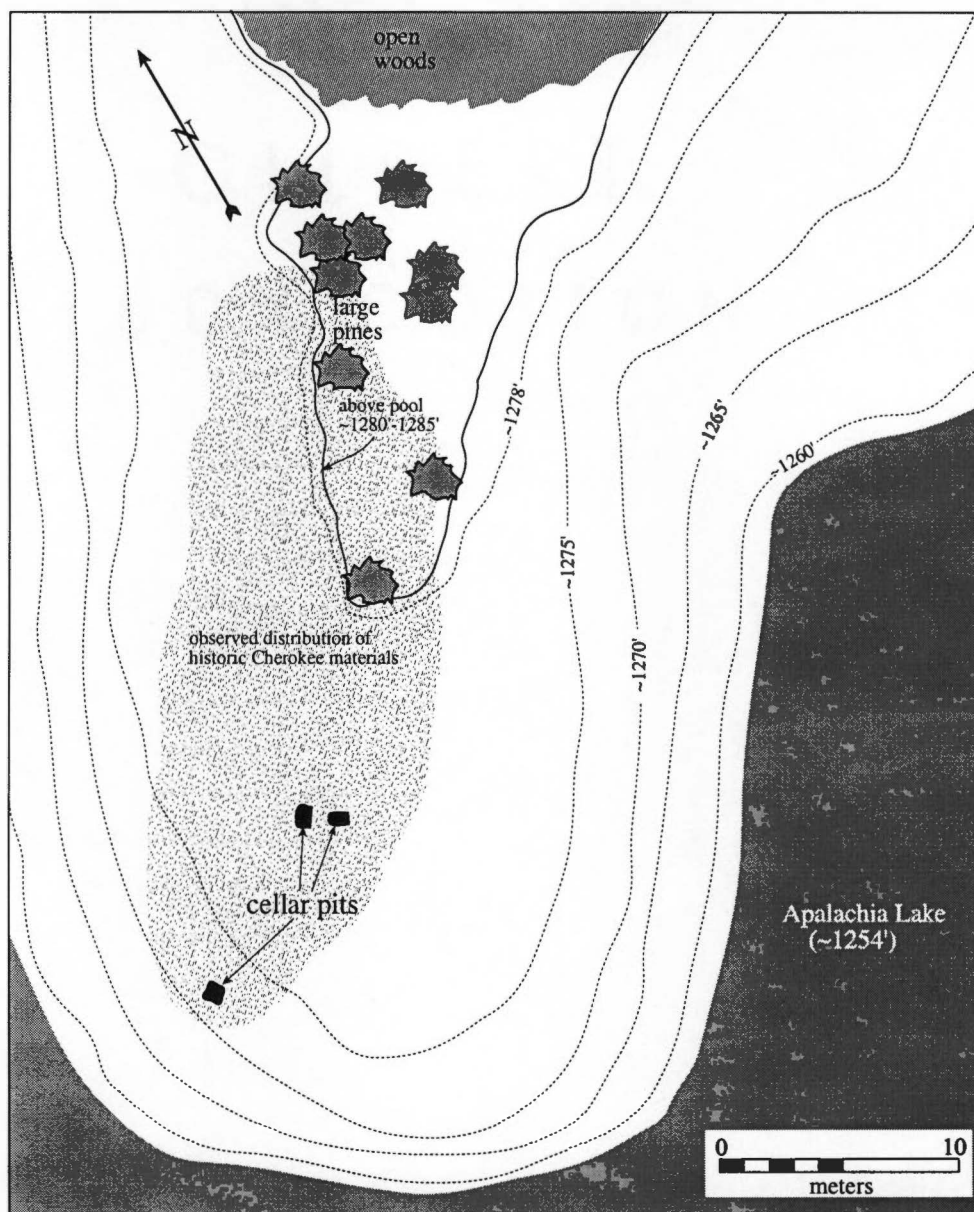 open
woods
N
large
pines
above pool
~1280'-1285'
~1278'
~1265'
~1260'
~1275'
~1270'
observed distribution of
historic Cherokee materials
cellar pits
Apalachia Lake
(~1254')
0 10
meters